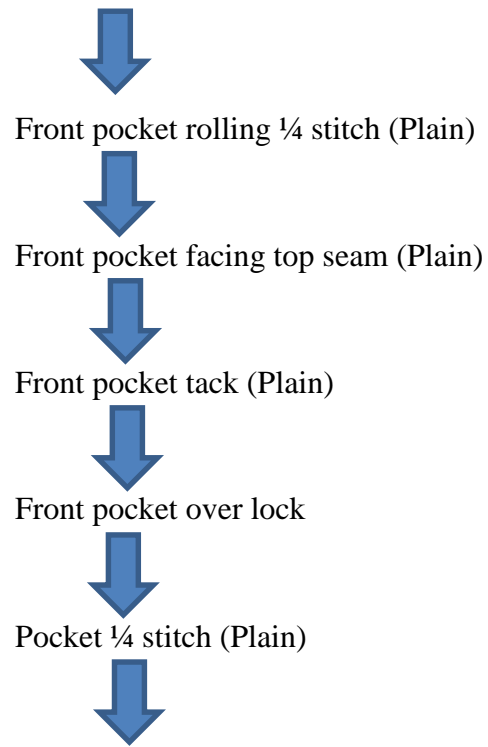 Front pocket rolling ¼ stitch (Plain)
Front pocket facing top seam (Plain)
Front pocket tack (Plain)
Front pocket over lock
Pocket ¼ stitch (Plain)